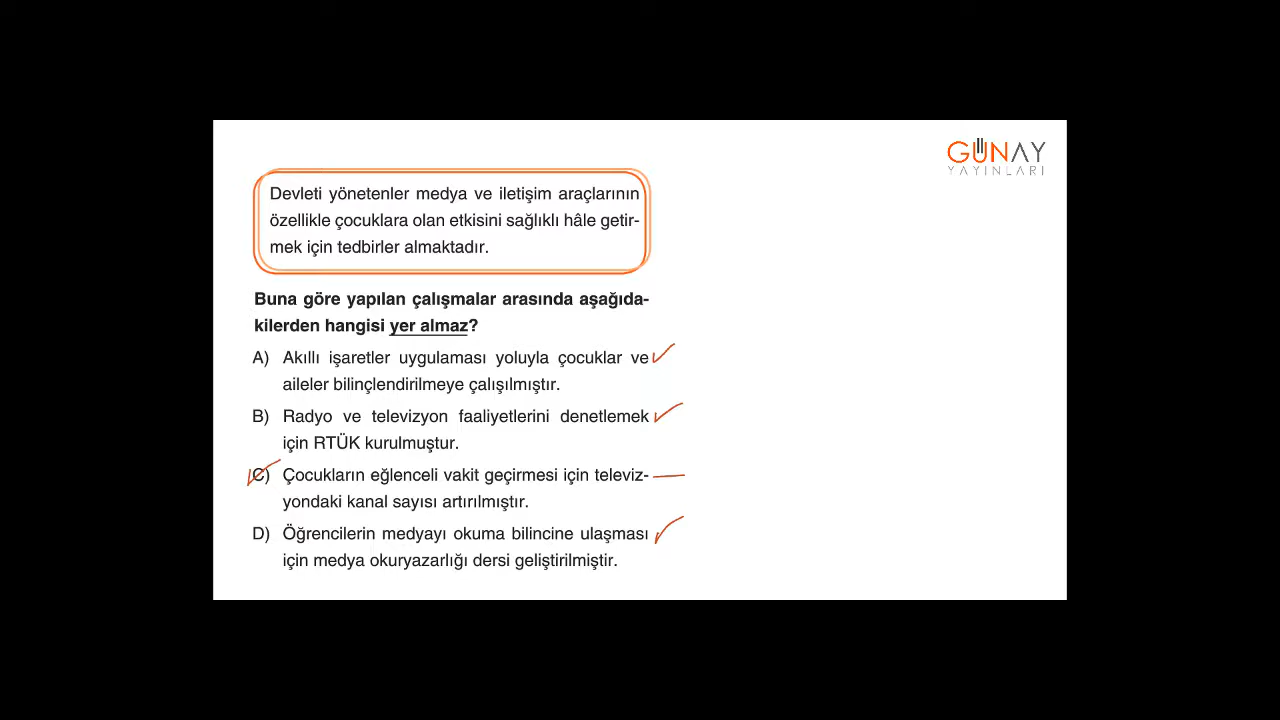 GÜNAY
YAYINLARI
Devleti yönetenler medya ve iletişim araçlarının
özellikle çocuklara olan etkisini sağlıklı hâle getir-
mek için tedbirler almaktadır.
Buna göre yapılan çalışmalar arasında aşağıda-
kilerden hangisi yer almaz?
A) Akıllı işaretler uygulaması yoluyla çocuklar ve
aileler bilinçlendirilmeye çalışılmıştır.
B) Radyo ve televizyon faaliyetlerini denetlemek
için RTÜK kurulmuştur.
C) Çocukların eğlenceli vakit geçirmesi için televiz-
yondaki kanal sayısı artırılmıştır.
D) Öğrencilerin medyayı okuma bilincine ulaşması
için medya okuryazarlığı dersi geliştirilmiştir.